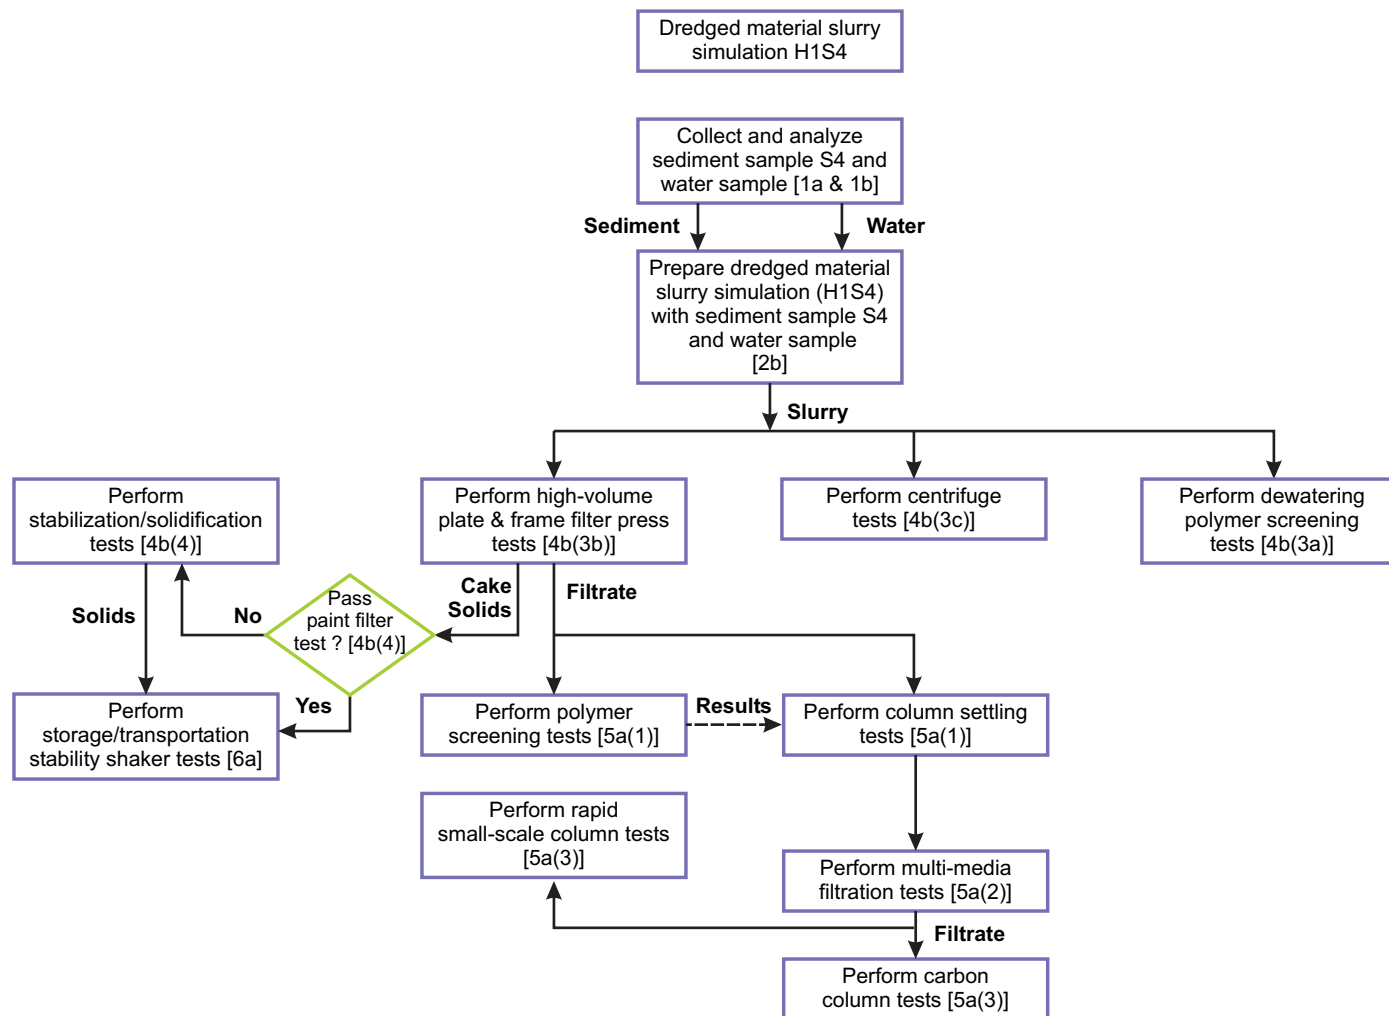 Dredged material slurry
simulation H1S4
Collect and analyze
sediment sample S4 and
water sample [1a & 1b]
Sediment
Water
Prepare dredged material
slurry simulation (H1S4)
with sediment sample S4
and water sample
[2b]
Slurry
Perform
stabilization/solidification
tests [4b(4)]
Perform high-volume
plate & frame filter press
tests [4b(3b)]
Perform centrifuge
tests [4b(3c)]
Perform dewatering
polymer screening
tests [4b(3a)]
Solids
No
Pass
paint filter
test ? [4b(4)]
Cake
Solids
Filtrate
Yes
Perform
storage/transportation
stability shaker tests [6a]
Perform polymer
screening tests [5a(1)]
Results
Perform column settling
tests [5a(1)]
Perform rapid
small-scale column tests
[5a(3)]
Perform multi-media
filtration tests [5a(2)]
Filtrate
Perform carbon
column tests [5a(3)]